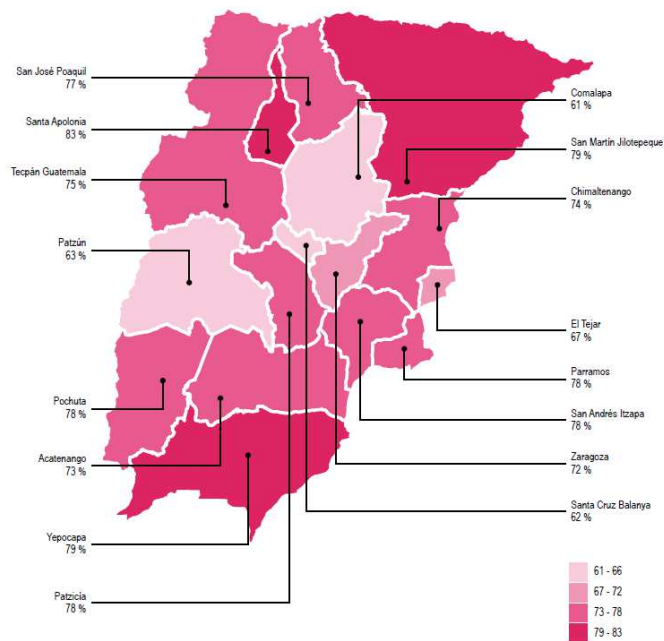 San José Poaquil
77 %
Santa Apolonia
83 %
Tecpán Guatemala
75 %
Patzún
63 %
Pochuta
78 %
Acatenango
73 %
Yepocapa
79 %
Patzicía
78 %
Comalapa
61 %
San Martín Jilotepeque
79 %
Chimaltenango
74 %
El Tejar
67 %
Parramos
78 %
San Andrés Itzapa
78 %
Zaragoza
72 %
Santa Cruz Balanya
62 %
61 - 66
67 - 72
73 - 78
79 - 83